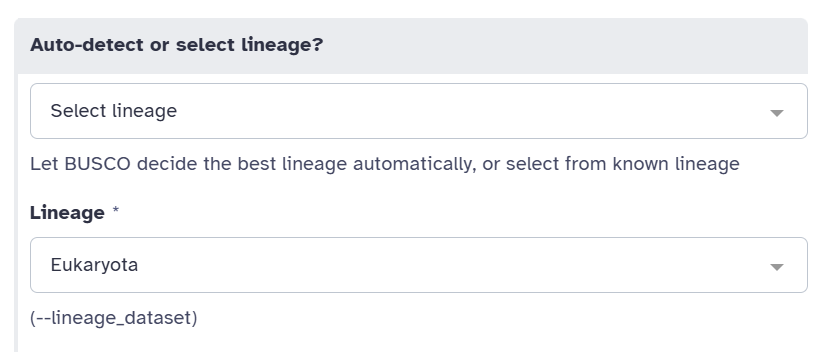 Auto-detect or select lineage?
Select lineage
Let BUSCO decide the best lineage automatically, or select from known lineage
Lineage *
Eukaryota
(--lineage_dataset)